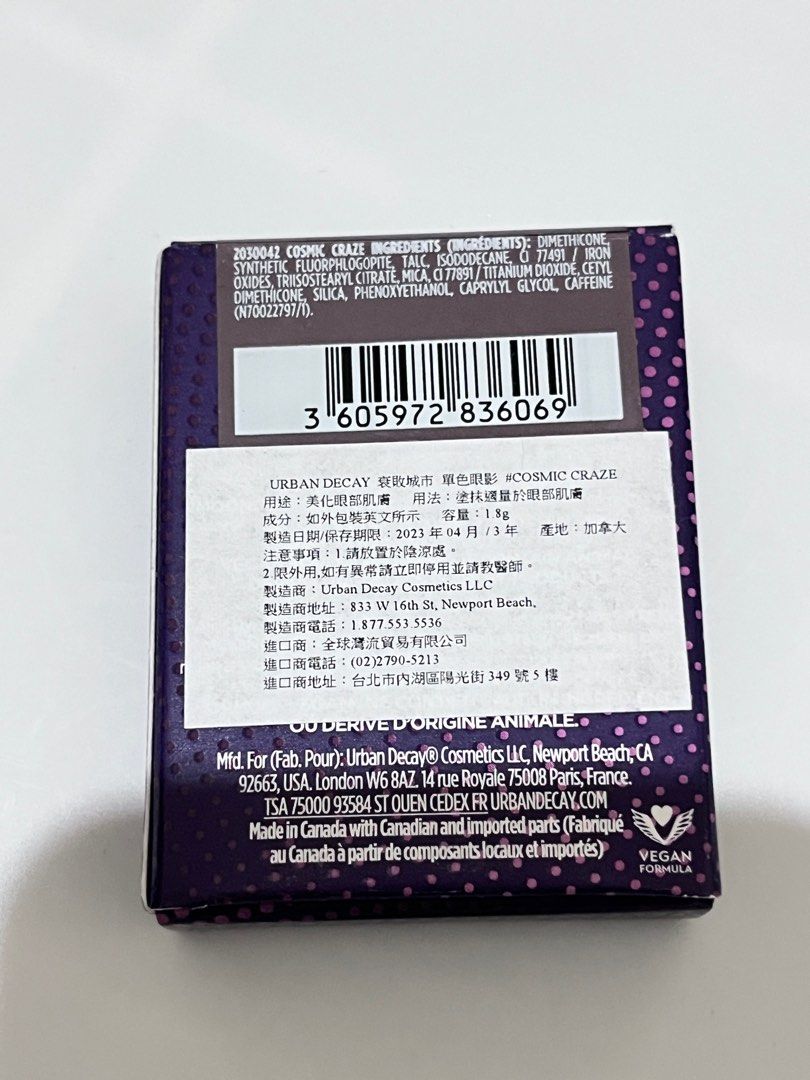 2030042 COSMIC CRAZE INGREDIENTS (INGRÉDIENTS): DIMETHICONE,
SYNTHETIC FLUORPHLOGOPITE, TALC, ISODODECANE, CI 77491 / IRON
OXIDES, TRIISOSTEARYL CITRATE, MICA, CI 77891 / TITANIUM DIOXIDE, CETYL
DIMETHICONE, SILICA, PHENOXYETHANOL, CAPRYLYL GLYCOL, CAFFEINE
(N70022797/1).
3 605972 836069
URBAN DECAY 衰敗城市 單色眼影 #COSMIC CRAZE
用途：美化眼部肌膚 用法：塗抹適量於眼部肌膚
成分：如外包裝英文所示 容量：1.8g
製造日期/保存期限：2023 年 04 月 / 3 年 產地：加拿大
注意事項：1.請放置於陰涼處。
2.限外用,如有異常請立即停用並請教醫師。
製造商：Urban Decay Cosmetics LLC
製造商地址：833 W 16th St, Newport Beach,
製造商電話：1.877.553.5536
進口商：全球灣流貿易有限公司
進口商電話：(02)2790-5213
進口商地址：台北市內湖區陽光街 349 號 5 樓
OU DÉRIVÉ D'ORIGINE ANIMALE.
Mfd. For (Fab. Pour): Urban Decay® Cosmetics LLC, Newport Beach, CA
92663, USA. London W6 8AZ. 14 rue Royale 75008 Paris, France.
TSA 75000 93584 ST OUEN CEDEX FR URBANDECAY.COM
Made in Canada with Canadian and imported parts (Fabriqué
au Canada à partir de composants locaux et importés)
VEGAN
FORMULA